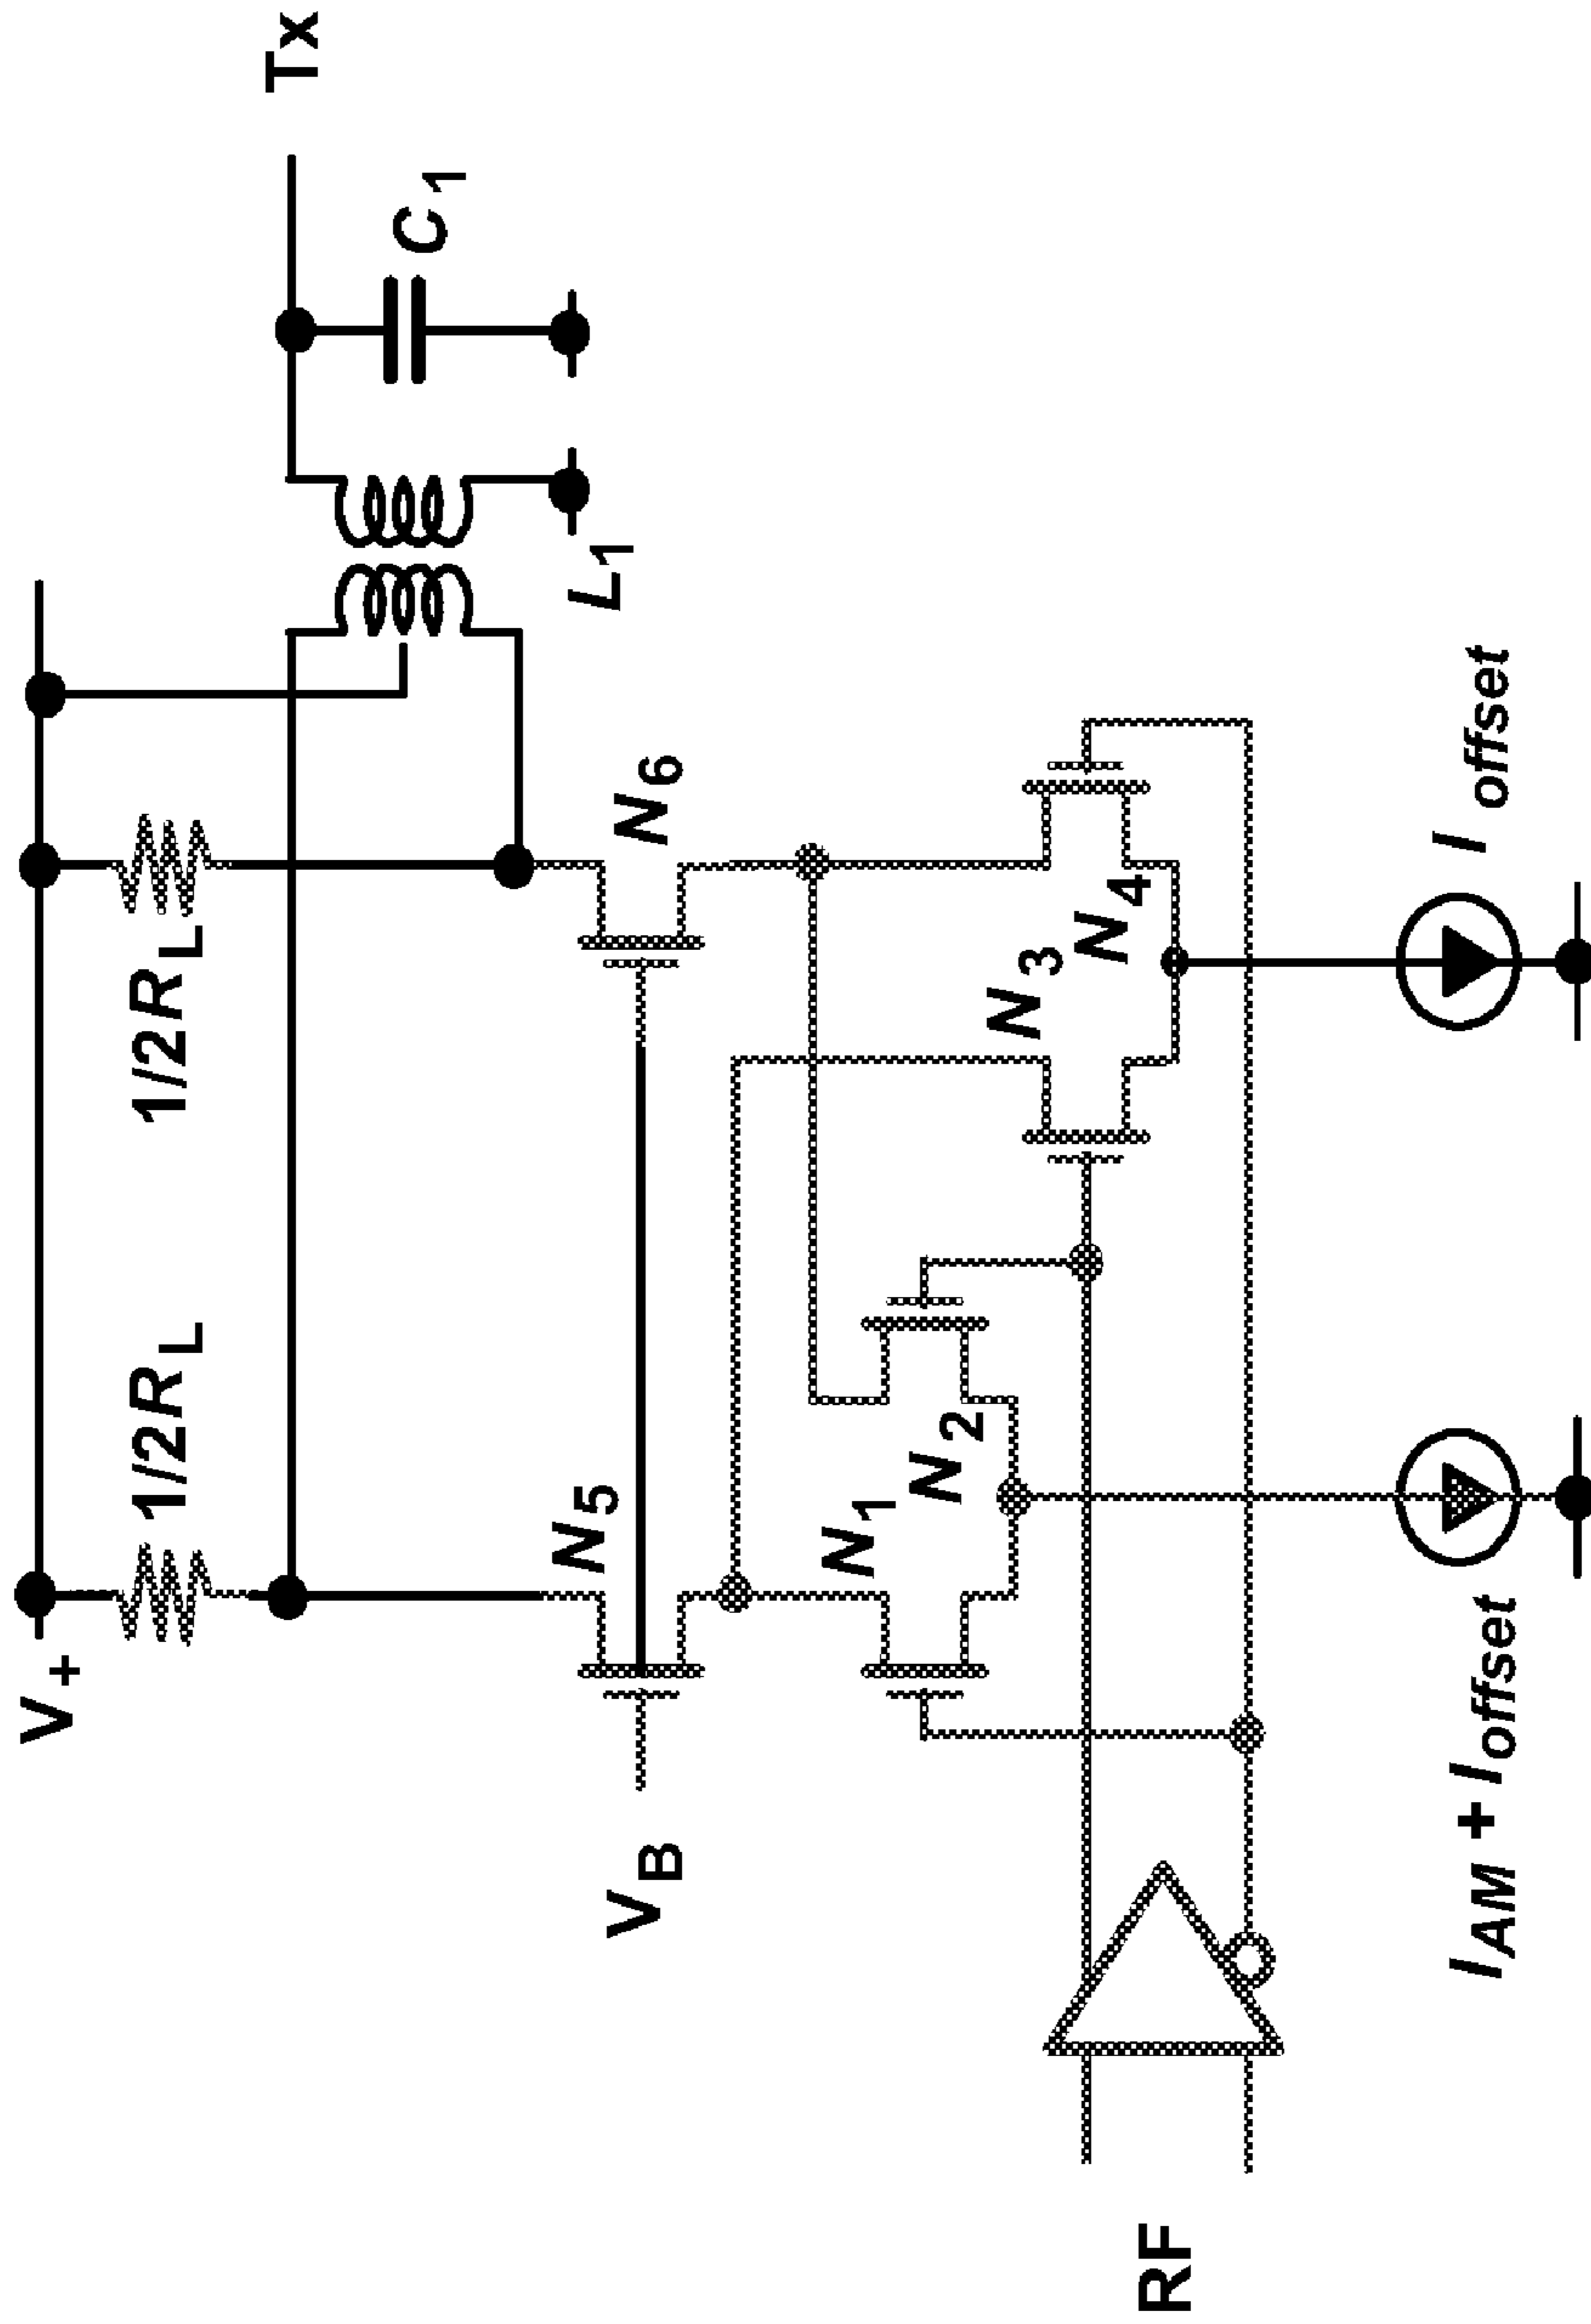 V+
1/2RL
1/2RL
Tx
C1
L1
N5
N6
VB
N1
N2
N3
N4
RF
IAM + Ioffset
I offset